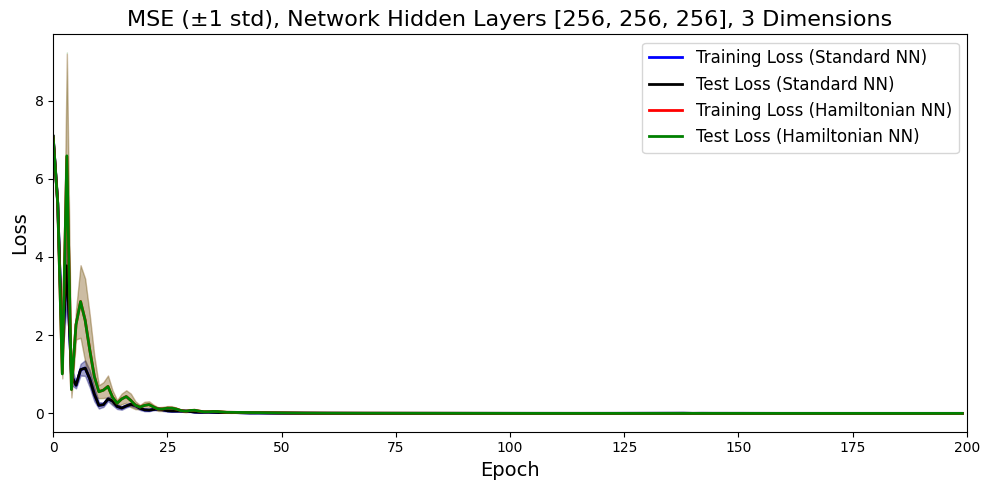 MSE (±1 std), Network Hidden Layers [256, 256, 256], 3 Dimensions
Training Loss (Standard NN)
Test Loss (Standard NN)
Training Loss (Hamiltonian NN)
Test Loss (Hamiltonian NN)
Loss
8
6
4
2
0
0 25 50 75 100 125 150 175 200
Epoch